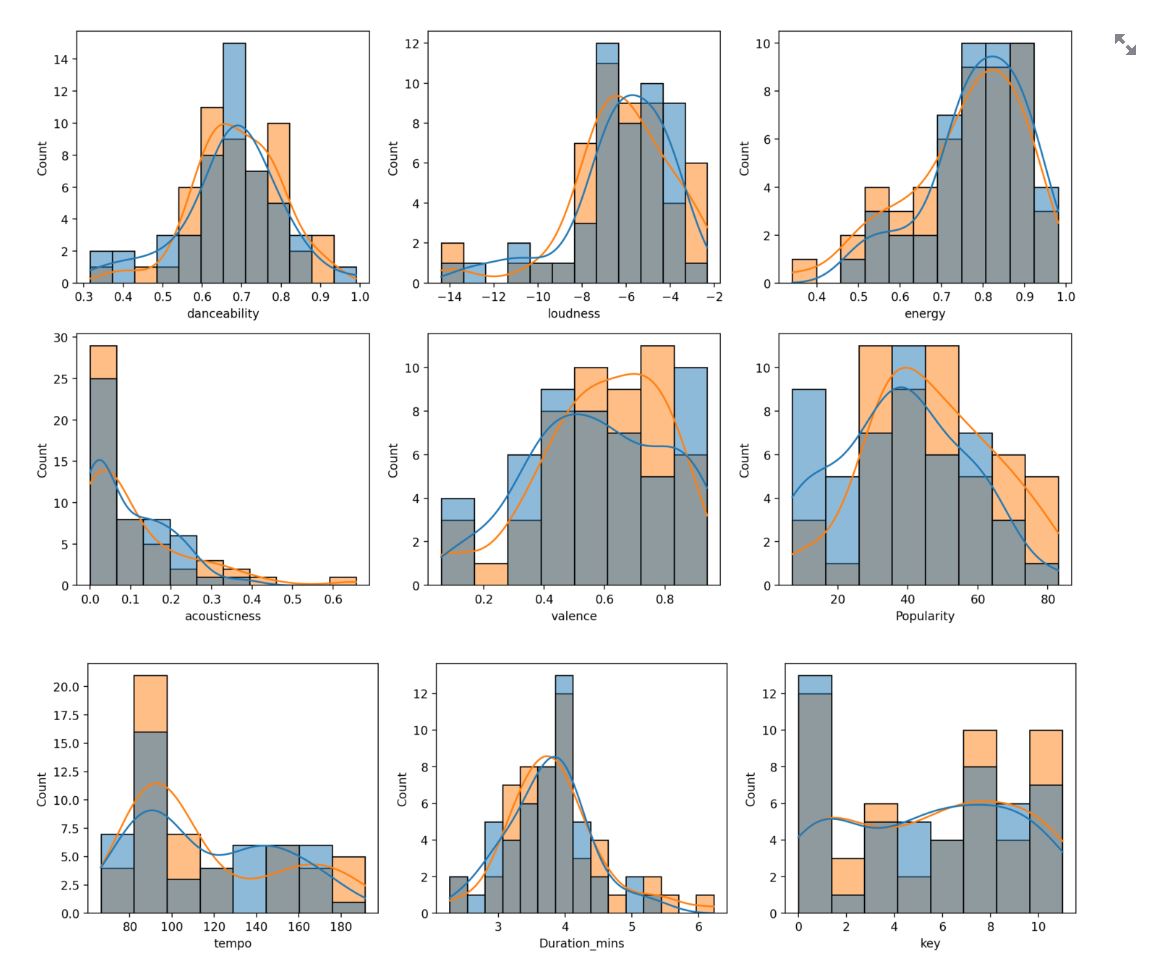 14
12
10
8
6
4
2
0
Count
0.3 0.4 0.5 0.6 0.7 0.8 0.9 1.0
danceability
12
10
8
6
4
2
0
Count
−14 −12 −10 −8 −6 −4 −2
loudness
10
8
6
4
2
0
Count
0.4 0.5 0.6 0.7 0.8 0.9 1.0
energy
30
25
20
15
10
5
0
Count
0.0 0.1 0.2 0.3 0.4 0.5 0.6
acousticness
10
8
6
4
2
0
Count
0.2 0.4 0.6 0.8
valence
10
8
6
4
2
0
Count
20 40 60 80
Popularity
20.0
17.5
15.0
12.5
10.0
7.5
5.0
2.5
0.0
Count
80 100 120 140 160 180
tempo
12
10
8
6
4
2
0
Count
3 4 5 6
Duration_mins
12
10
8
6
4
2
0
Count
0 2 4 6 8 10
key